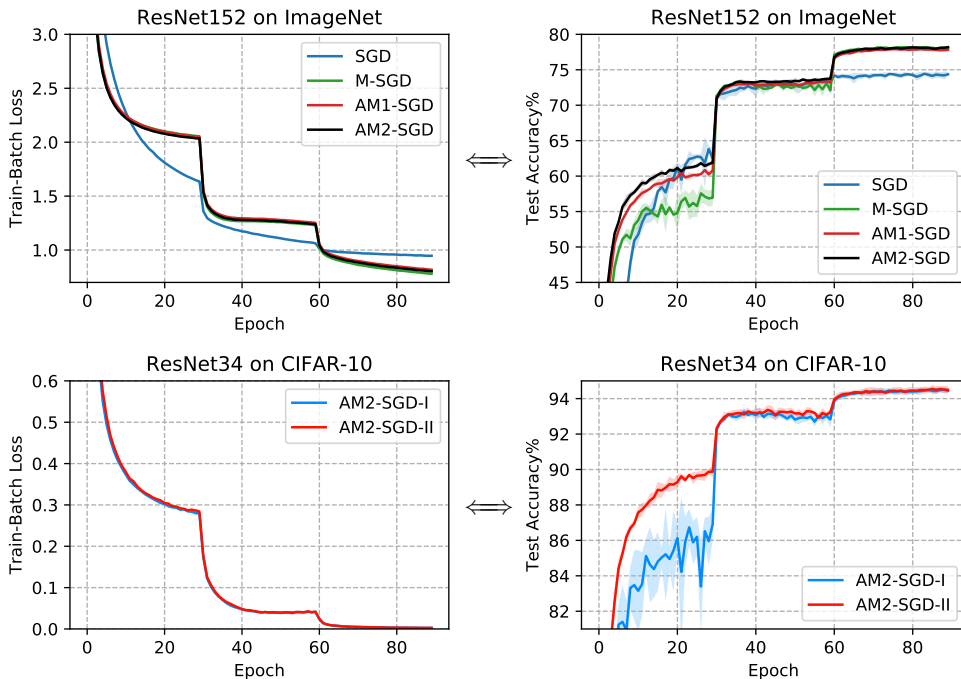 ResNet152 on ImageNet
Train-Batch Loss
3.0
2.5
2.0
1.5
1.0
SGD
M-SGD
AM1-SGD
AM2-SGD
0 20 40 60 80
Epoch
⟺
ResNet152 on ImageNet
Test Accuracy%
80
75
70
65
60
55
50
45
SGD
M-SGD
AM1-SGD
AM2-SGD
0 20 40 60 80
Epoch
ResNet34 on CIFAR-10
Train-Batch Loss
0.6
0.5
0.4
0.3
0.2
0.1
0.0
AM2-SGD-I
AM2-SGD-II
0 20 40 60 80
Epoch
⟺
ResNet34 on CIFAR-10
Test Accuracy%
94
92
90
88
86
84
82
AM2-SGD-I
AM2-SGD-II
0 20 40 60 80
Epoch